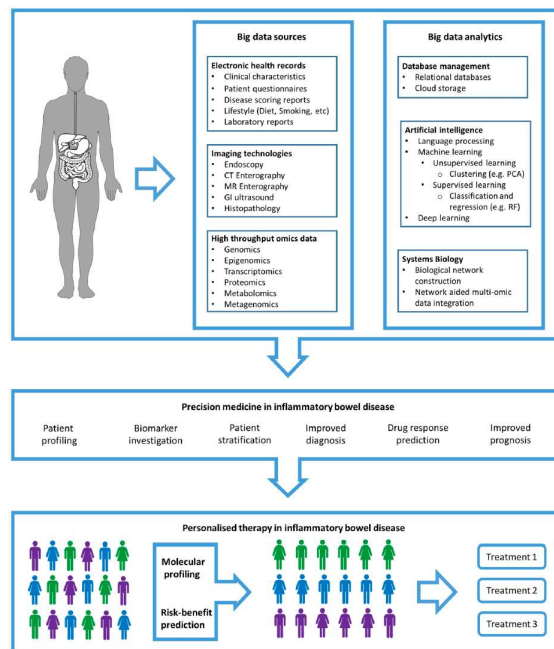 Big data sources
Electronic health records
• Clinical characteristics
• Patient questionnaires
• Disease scoring reports
• Lifestyle (Diet, Smoking, etc)
• Laboratory reports
Imaging technologies
• Endoscopy
• CT Enterography
• MR Enterography
• GI ultrasound
• Histopathology
High throughput omics data
• Genomics
• Epigenomics
• Transcriptomics
• Proteomics
• Metabolomics
• Metagenomics
Big data analytics
Database management
• Relational databases
• Cloud storage
Artificial intelligence
• Language processing
• Machine learning
• Unsupervised learning
o Clustering (e.g. PCA)
• Supervised learning
o Classification and
regression (e.g. RF)
• Deep learning
Systems Biology
• Biological network
construction
• Network aided multi-omic
data integration
Precision medicine in inflammatory bowel disease
Patient
profiling
Biomarker
investigation
Patient
stratification
Improved
diagnosis
Drug response
prediction
Improved
prognosis
Personalised therapy in inflammatory bowel disease
Molecular
profiling
Risk-benefit
prediction
Treatment 1
Treatment 2
Treatment 3